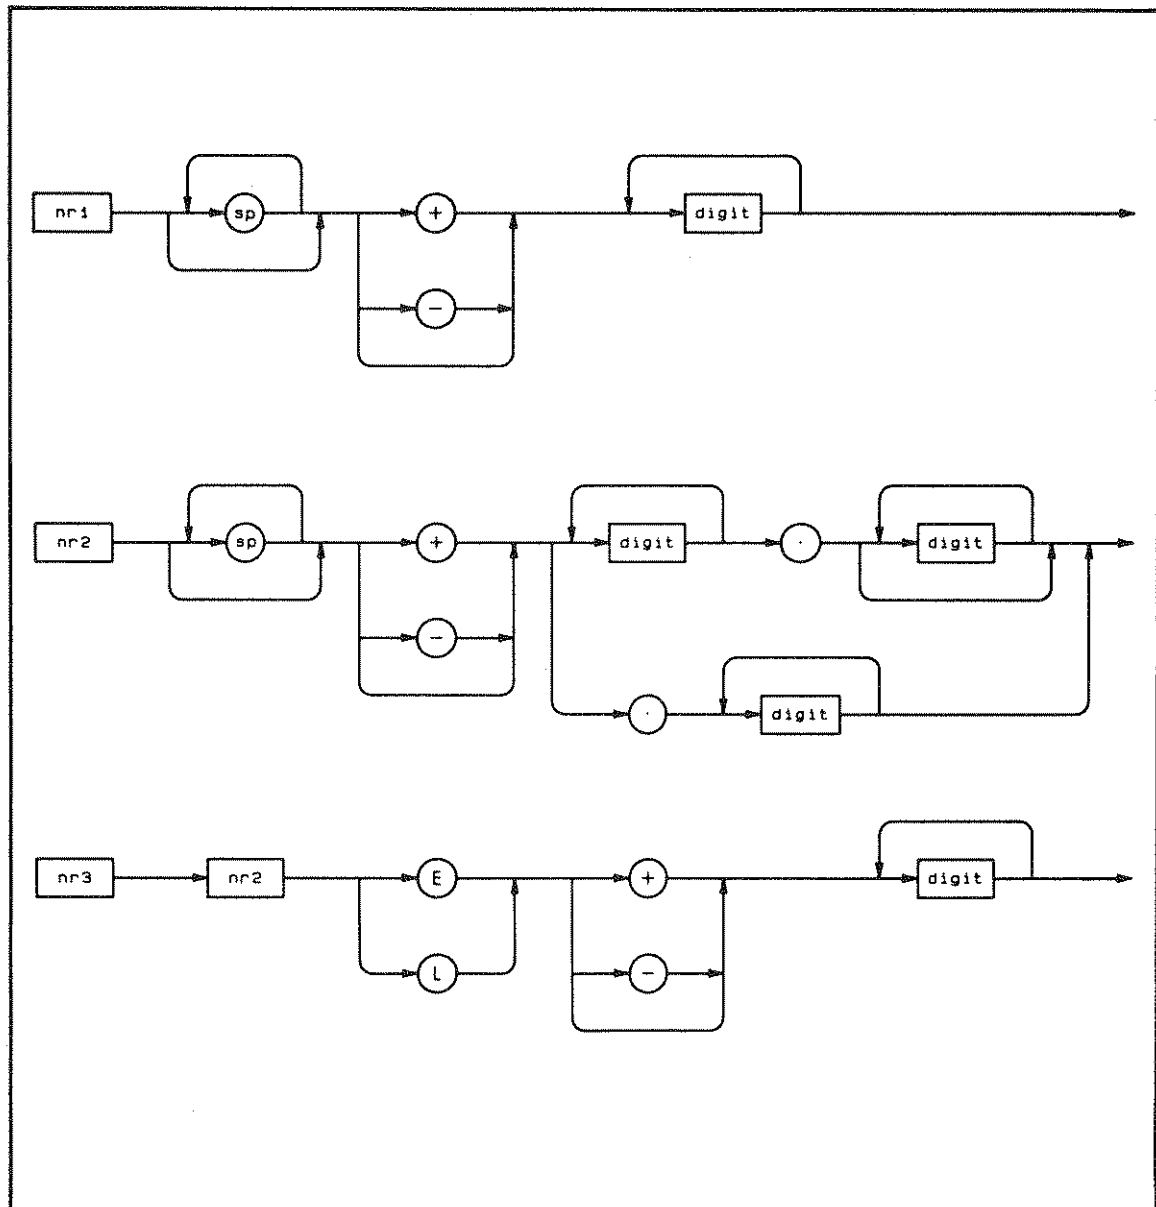 nr1 sp + digit
-
nr2 sp + digit . digit
-
. digit
nr3 nr2 E + digit
L -